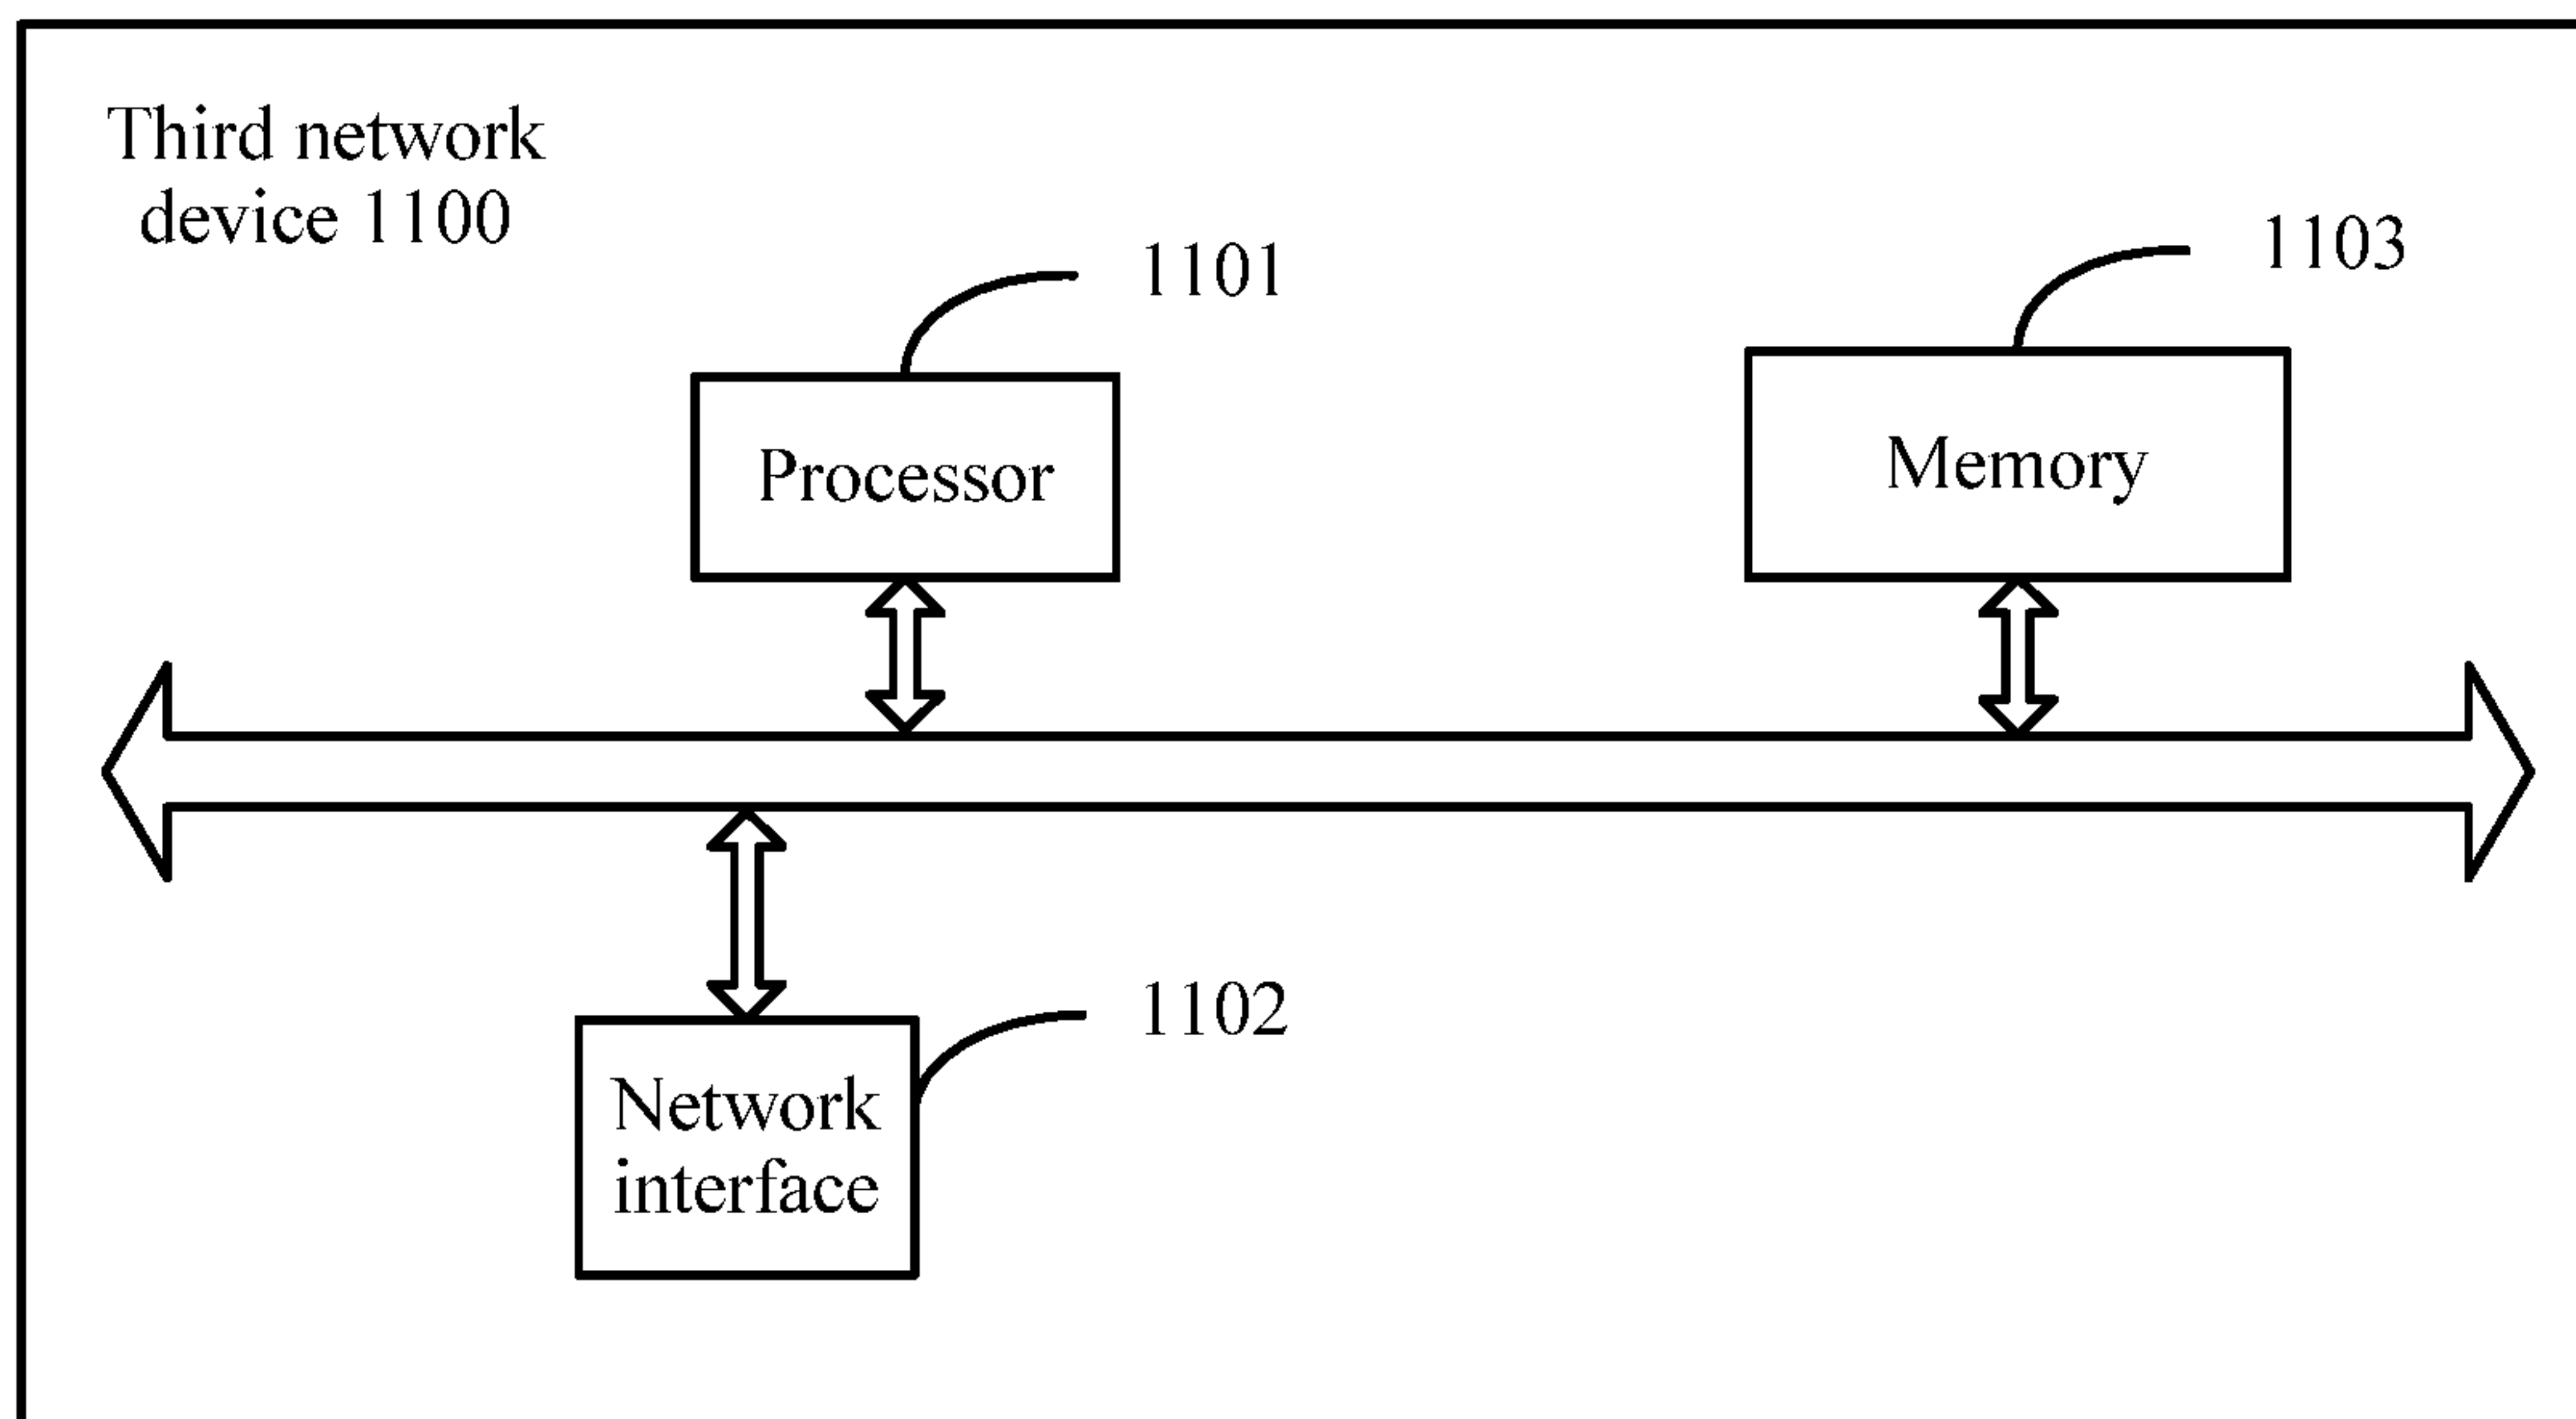 Third network
device 1100
1101
1103
Processor
Memory
1102
Network
interface